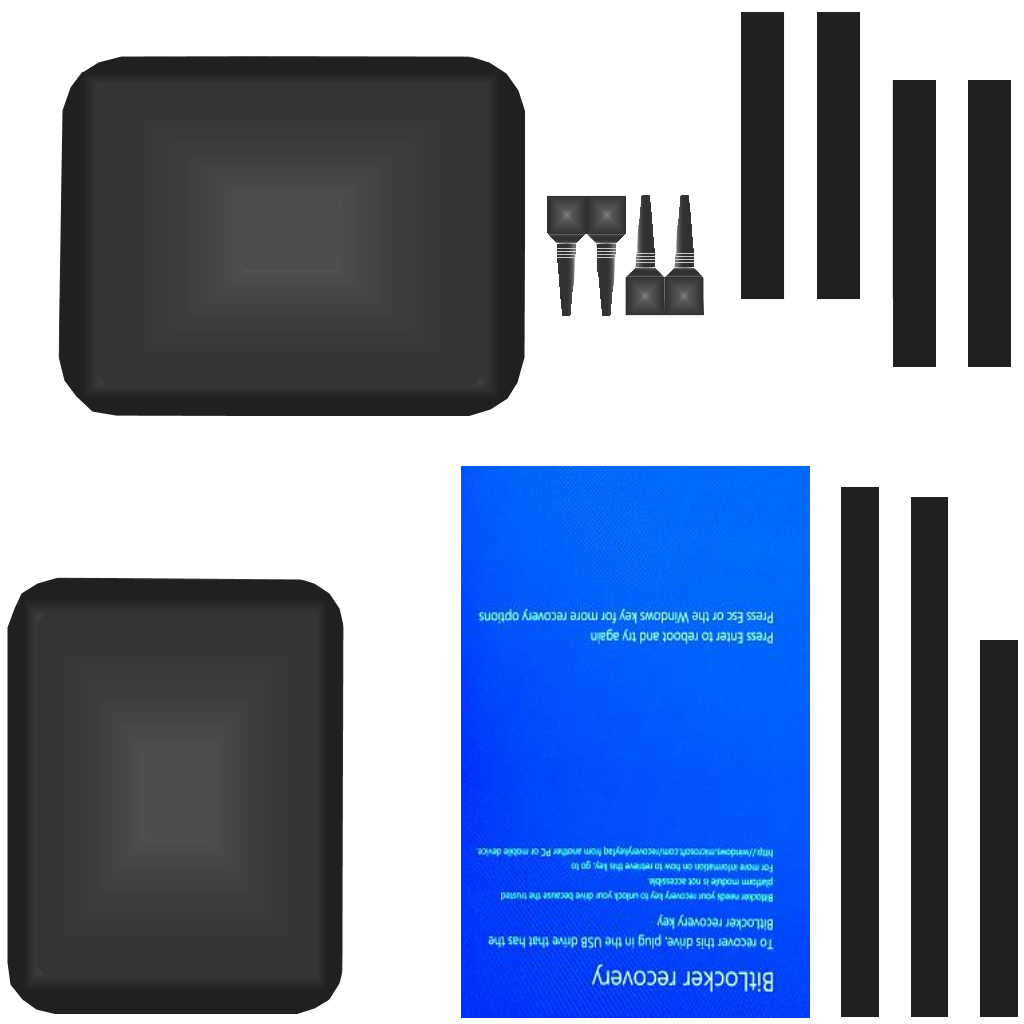 BitLocker recovery
To recover this drive, plug in the USB drive that has the
BitLocker recovery key
Bitlocker needs your recovery key to unlock your drive because the trusted
platform module is not accessible.
For more information on how to retrieve this key, go to
http://windows.microsoft.com/recoverykeyfaq from another PC or mobile device.
Press Enter to reboot and try again
Press Esc or the Windows key for more recovery options